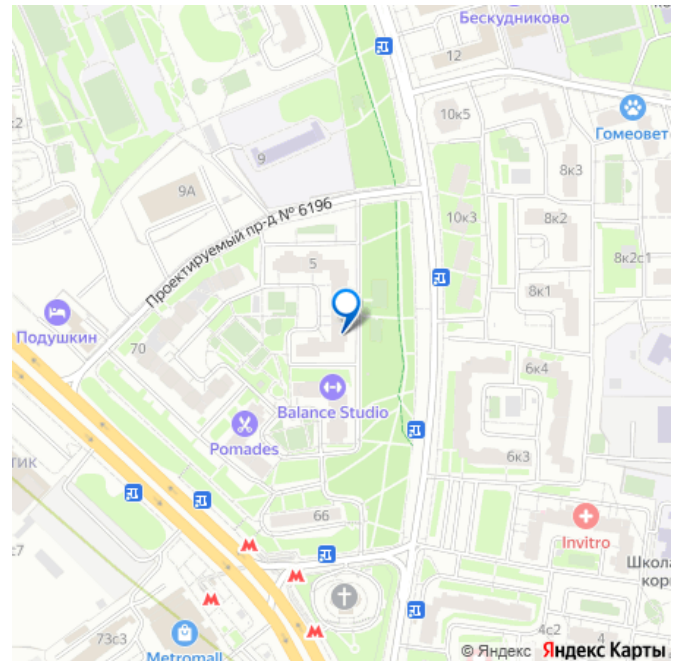 Бескудниково
12
10к5
Гомеовет
8к3
9
9А
Проектируемый пр-д № 6196
10к3
8к2
8к2с1
5
8к1
Подушкин
70
6к4
Balance Studio
Pomades
6к3
66
Invitro
Школа
4с2
4
73с3
Metromall
© Яндекс Яндекс Карты